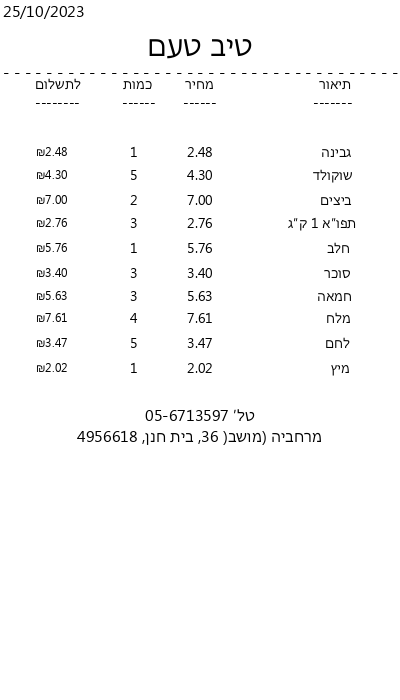 25/10/2023
טיב טעם
תיאור מחיר כמות לתשלום
------- ------ ------ --------
גבינה 2.48 1 ₪2.48
שוקולד 4.30 5 ₪4.30
ביצים 7.00 2 ₪7.00
תפו"א 1 ק"ג 2.76 3 ₪2.76
חלב 5.76 1 ₪5.76
סוכר 3.40 3 ₪3.40
חמאה 5.63 3 ₪5.63
מלח 7.61 4 ₪7.61
לחם 3.47 5 ₪3.47
מיץ 2.02 1 ₪2.02
טל' 05-6713597
מרחביה (מושב( 36, בית חנן, 4956618